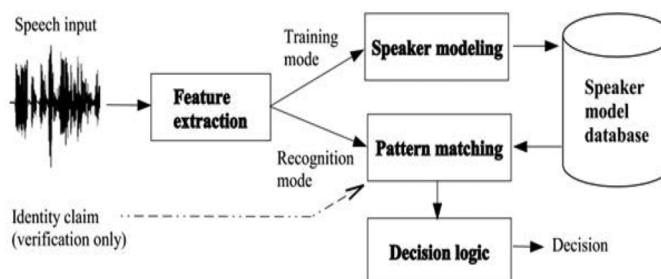 Speech input
Training
mode
Speaker modeling
Feature
extraction
Speaker
model
database
Pattern matching
Recognition
mode
Identity claim
(verification only)
Decision logic
Decision